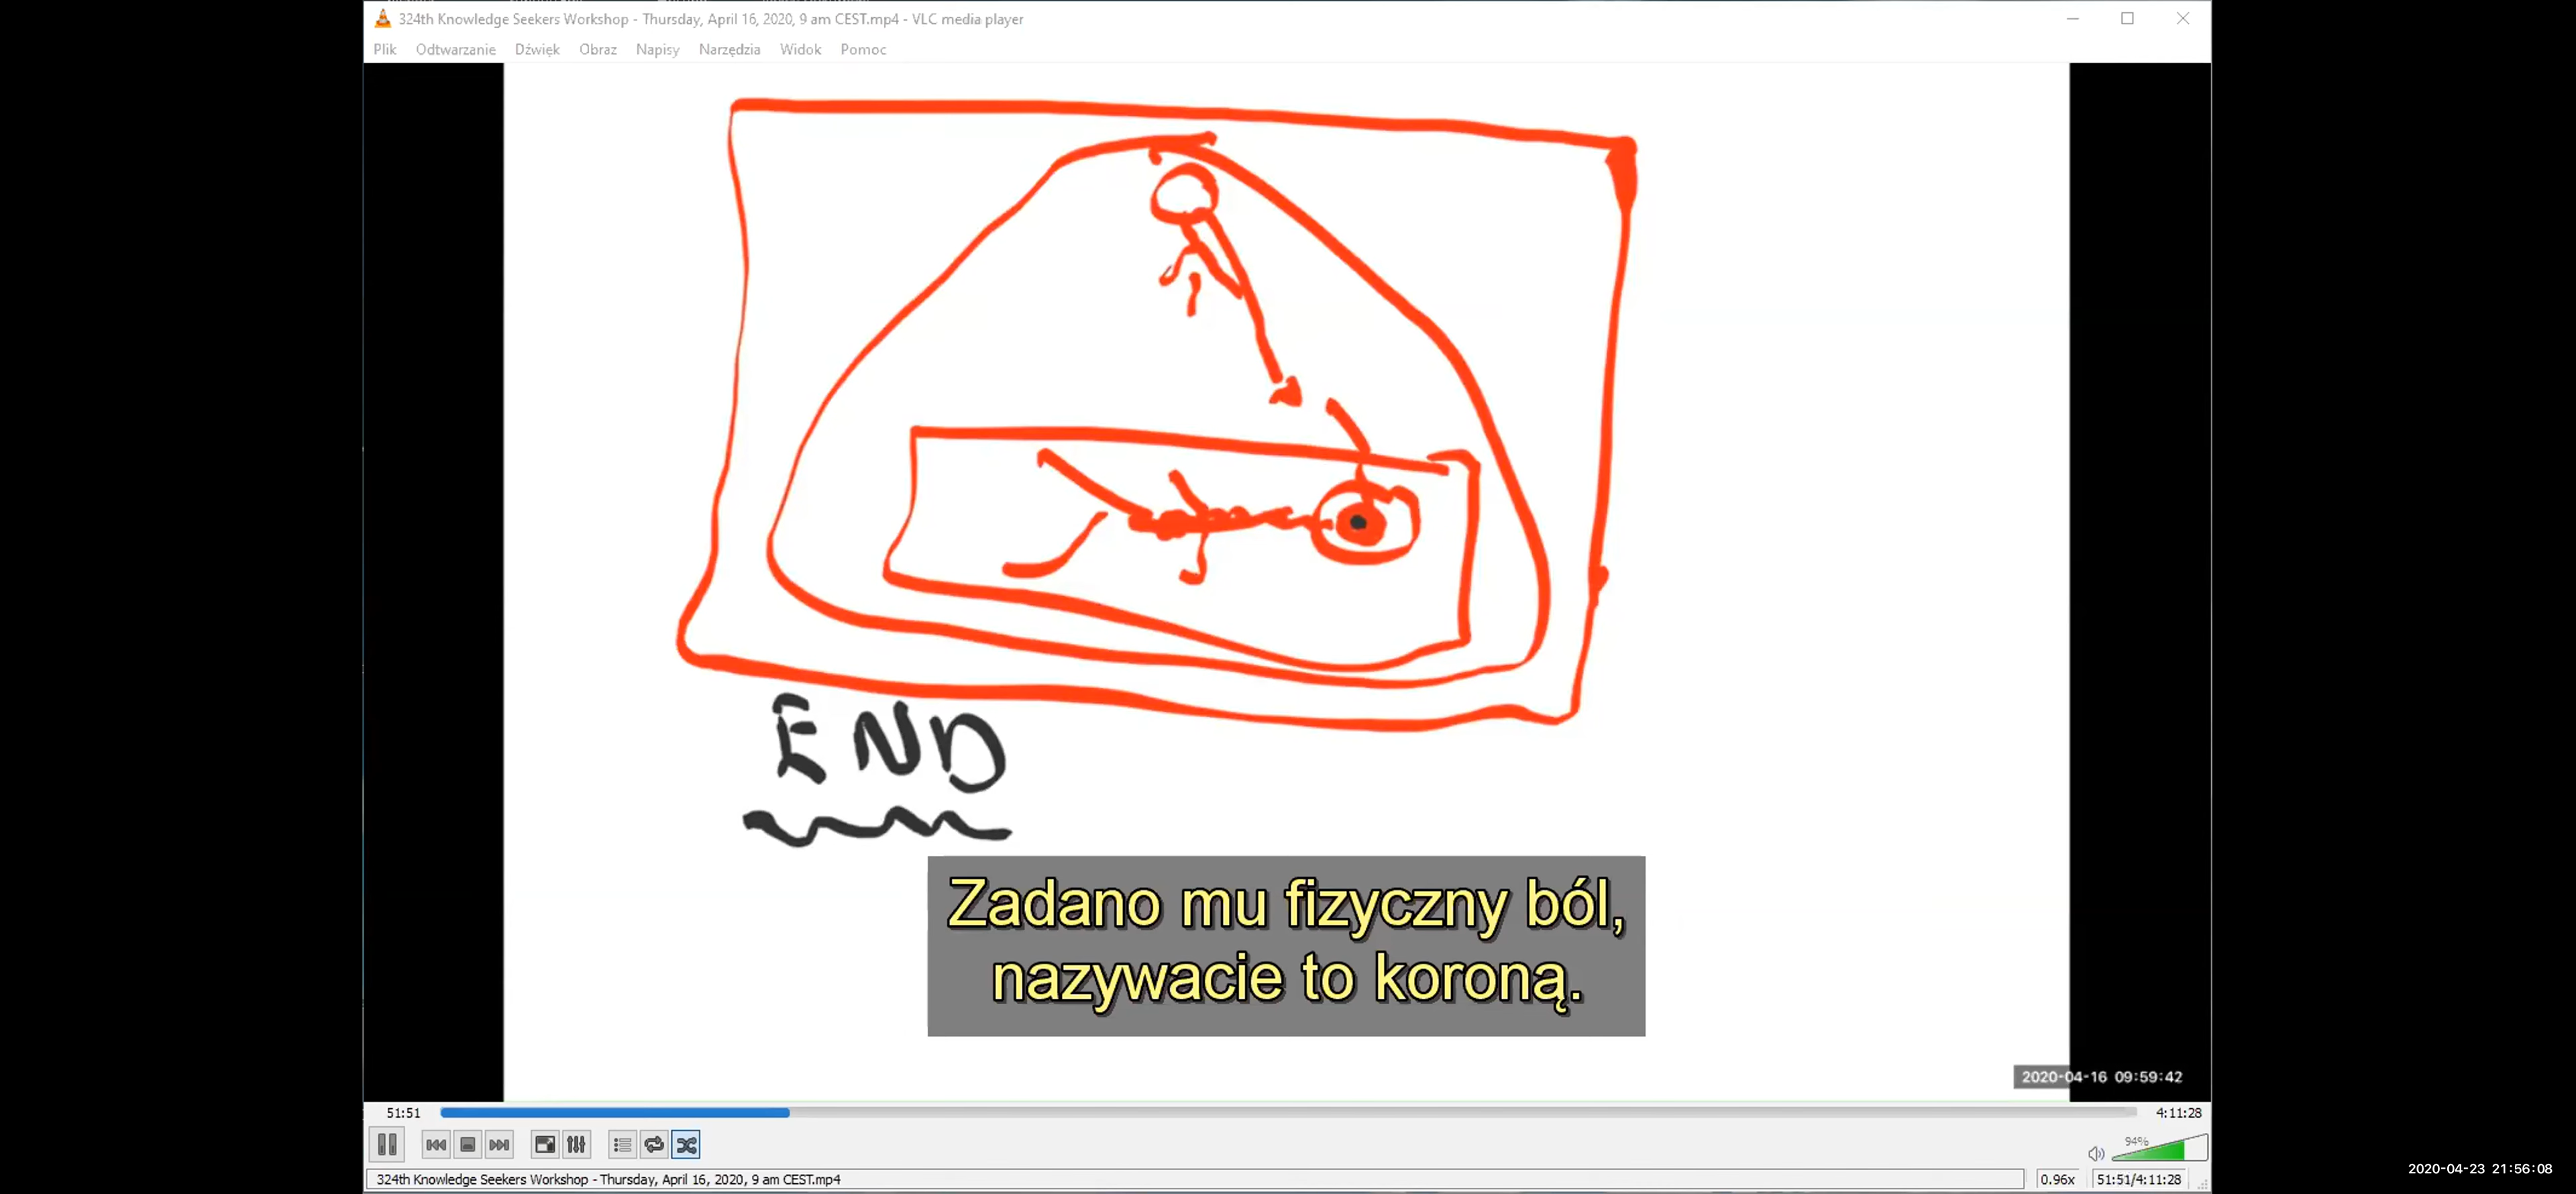 324th Knowledge Seekers Workshop - Thursday, April 16, 2020, 9 am CEST.mp4 - VLC media player
Plik Odtwarzanie Dźwięk Obraz Napisy Narzędzia Widok Pomoc
END
Zadano mu fizyczny ból,
nazywacie to koroną.
2020-04-16 09:59:42
51:51 4:11:28
94%
2020-04-23 21:56:08
324th Knowledge Seekers Workshop - Thursday, April 16, 2020, 9 am CEST.mp4 0.96x 51:51/4:11:28